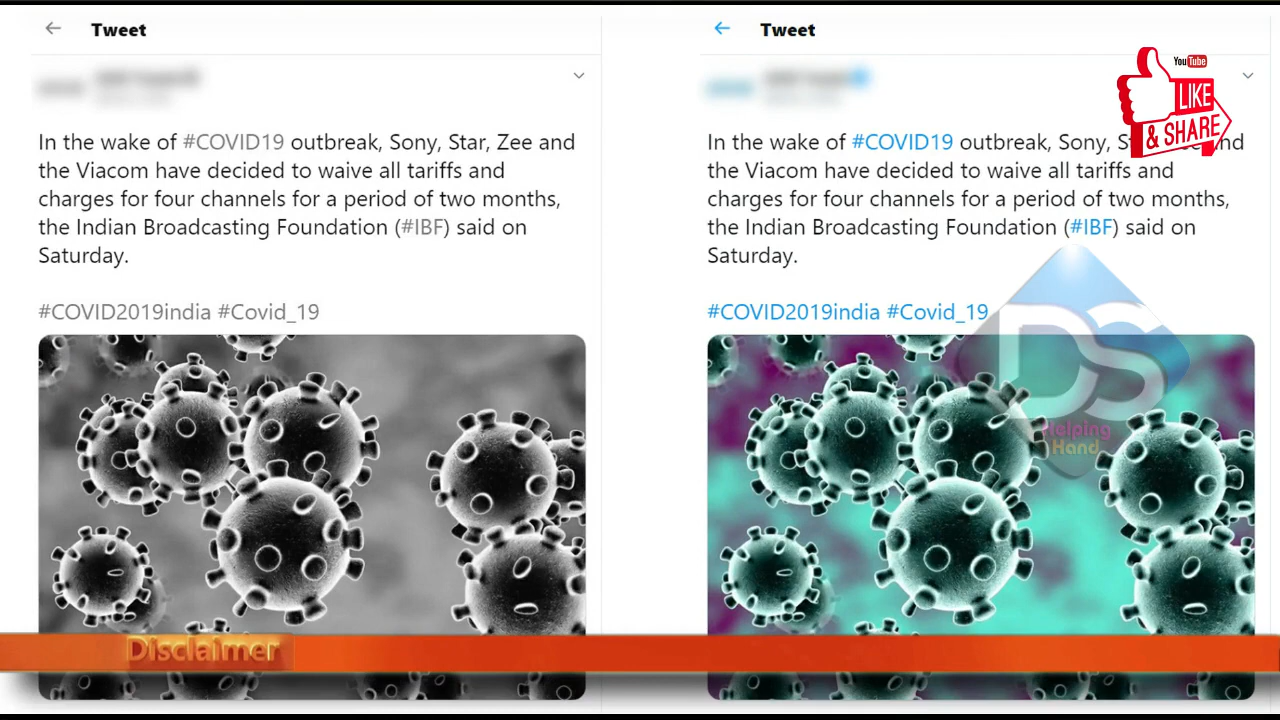 Tweet
In the wake of #COVID19 outbreak, Sony, Star, Zee and
the Viacom have decided to waive all tariffs and
charges for four channels for a period of two months,
the Indian Broadcasting Foundation (#IBF) said on
Saturday.
#COVID2019india #Covid_19
Tweet
In the wake of #COVID19 outbreak, Sony,
the Viacom have decided to waive all tariffs and
charges for four channels for a period of two months,
the Indian Broadcasting Foundation (#IBF) said on
Saturday.
#COVID2019india #Covid_19
YouTube
LIKE
& SHARE
DS
Helping
Hand
Disclaimer